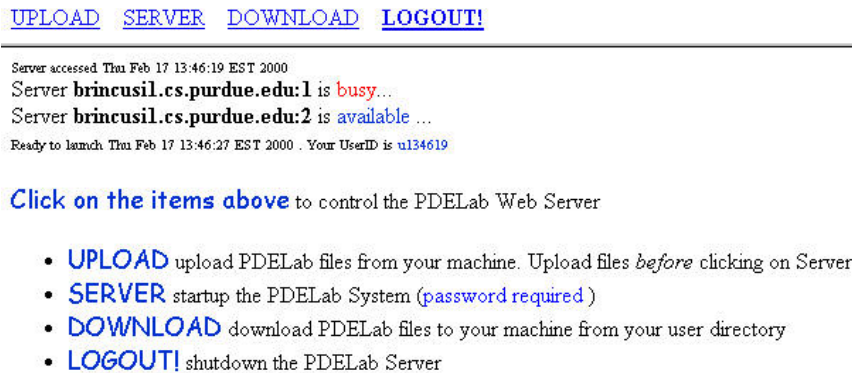 UPLOAD SERVER DOWNLOAD LOGOUT!
Server accessed Thu Feb 17 13:46:19 EST 2000
Server brincusi1.cs.purdue.edu:1 is busy...
Server brincusi1.cs.purdue.edu:2 is available ...
Ready to launch Thu Feb 17 13:46:27 EST 2000 . Your UserID is u134619
Click on the items above to control the PDELab Web Server
• UPLOAD upload PDELab files from your machine. Upload files before clicking on Server
• SERVER startup the PDELab System (password required )
• DOWNLOAD download PDELab files to your machine from your user directory
• LOGOUT! shutdown the PDELab Server